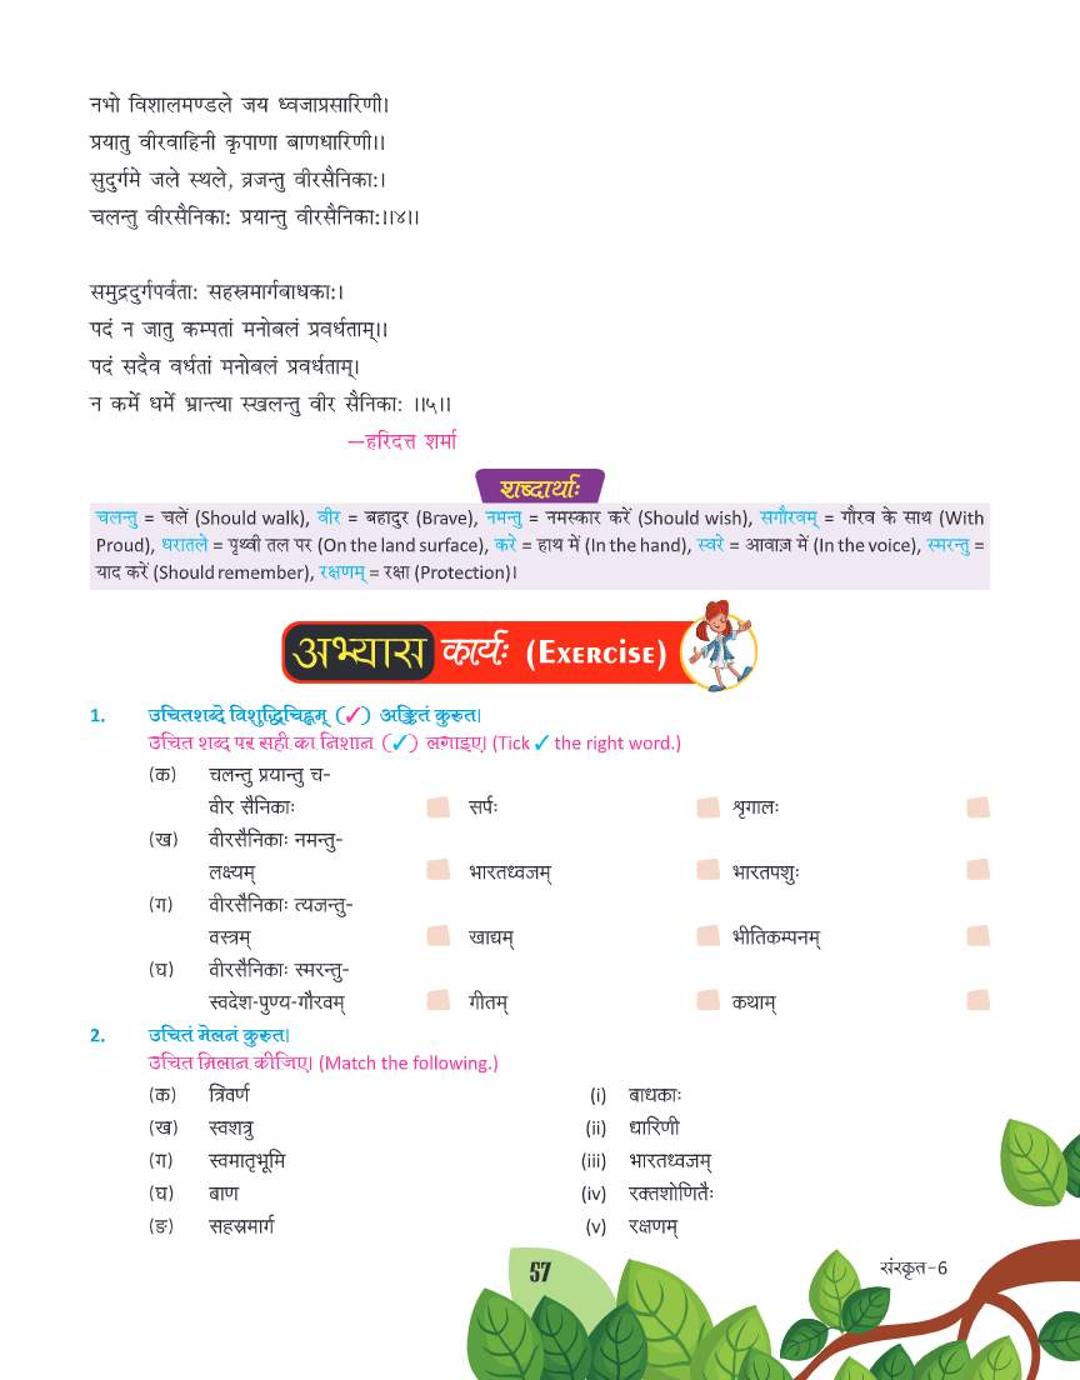 नभो विशालमण्डले जय ध्वजाप्रसारिणी।
प्रयातु वीरवाहिनी कृपाणा बाणधारिणी।।
सुदुर्गमे जले स्थले, व्रजन्तु वीरसैनिकाः।
चलन्तु वीरसैनिकाः प्रयान्तु वीरसैनिकाः।।४।।
समुद्रदुर्गपर्वताः सहस्रमार्गबाधकाः।
पदं न जातु कम्पतां मनोबलं प्रवर्धताम्।।
पदं सदैव वर्धतां मनोबलं प्रवर्धताम्।
न कर्मे धर्मे भ्रान्त्या स्खलन्तु वीर सैनिकाः ।।५।।
—हरिदत्त शर्मा
शब्दार्थाः
चलन्तु = चलें (Should walk), वीर = बहादुर (Brave), नमन्तु = नमस्कार करें (Should wish), सगौरवम् = गौरव के साथ (With
Proud), धरातले = पृथ्वी तल पर (On the land surface), करे = हाथ में (In the hand), स्वरे = आवाज़ में (In the voice), स्मरन्तु =
याद करें (Should remember), रक्षणम् = रक्षा (Protection)।
अभ्यास कार्यः (Exercise)
1. उचितशब्दे विशुद्धिचिह्नम् (✓) अङ्कितं कुरुत।
उचित शब्द पर सही का निशान (✓) लगाइए। (Tick ✓ the right word.)
(क) चलन्तु प्रयान्तु च-
वीर सैनिकाः सर्पः शृगालः
(ख) वीरसैनिकाः नमन्तु-
लक्ष्यम् भारतध्वजम् भारतपशुः
(ग) वीरसैनिकाः त्यजन्तु-
वस्त्रम् खाद्यम् भीतिकम्पनम्
(घ) वीरसैनिकाः स्मरन्तु-
स्वदेश-पुण्य-गौरवम् गीतम् कथाम्
2. उचितं मेलनं कुरुत।
उचित मिलान कीजिए। (Match the following.)
(क) त्रिवर्ण (i) बाधकाः
(ख) स्वशत्रु (ii) धारिणी
(ग) स्वमातृभूमि (iii) भारतध्वजम्
(घ) बाण (iv) रक्तशोणितैः
(ङ) सहस्रमार्ग (v) रक्षणम्
57 संस्कृत-6